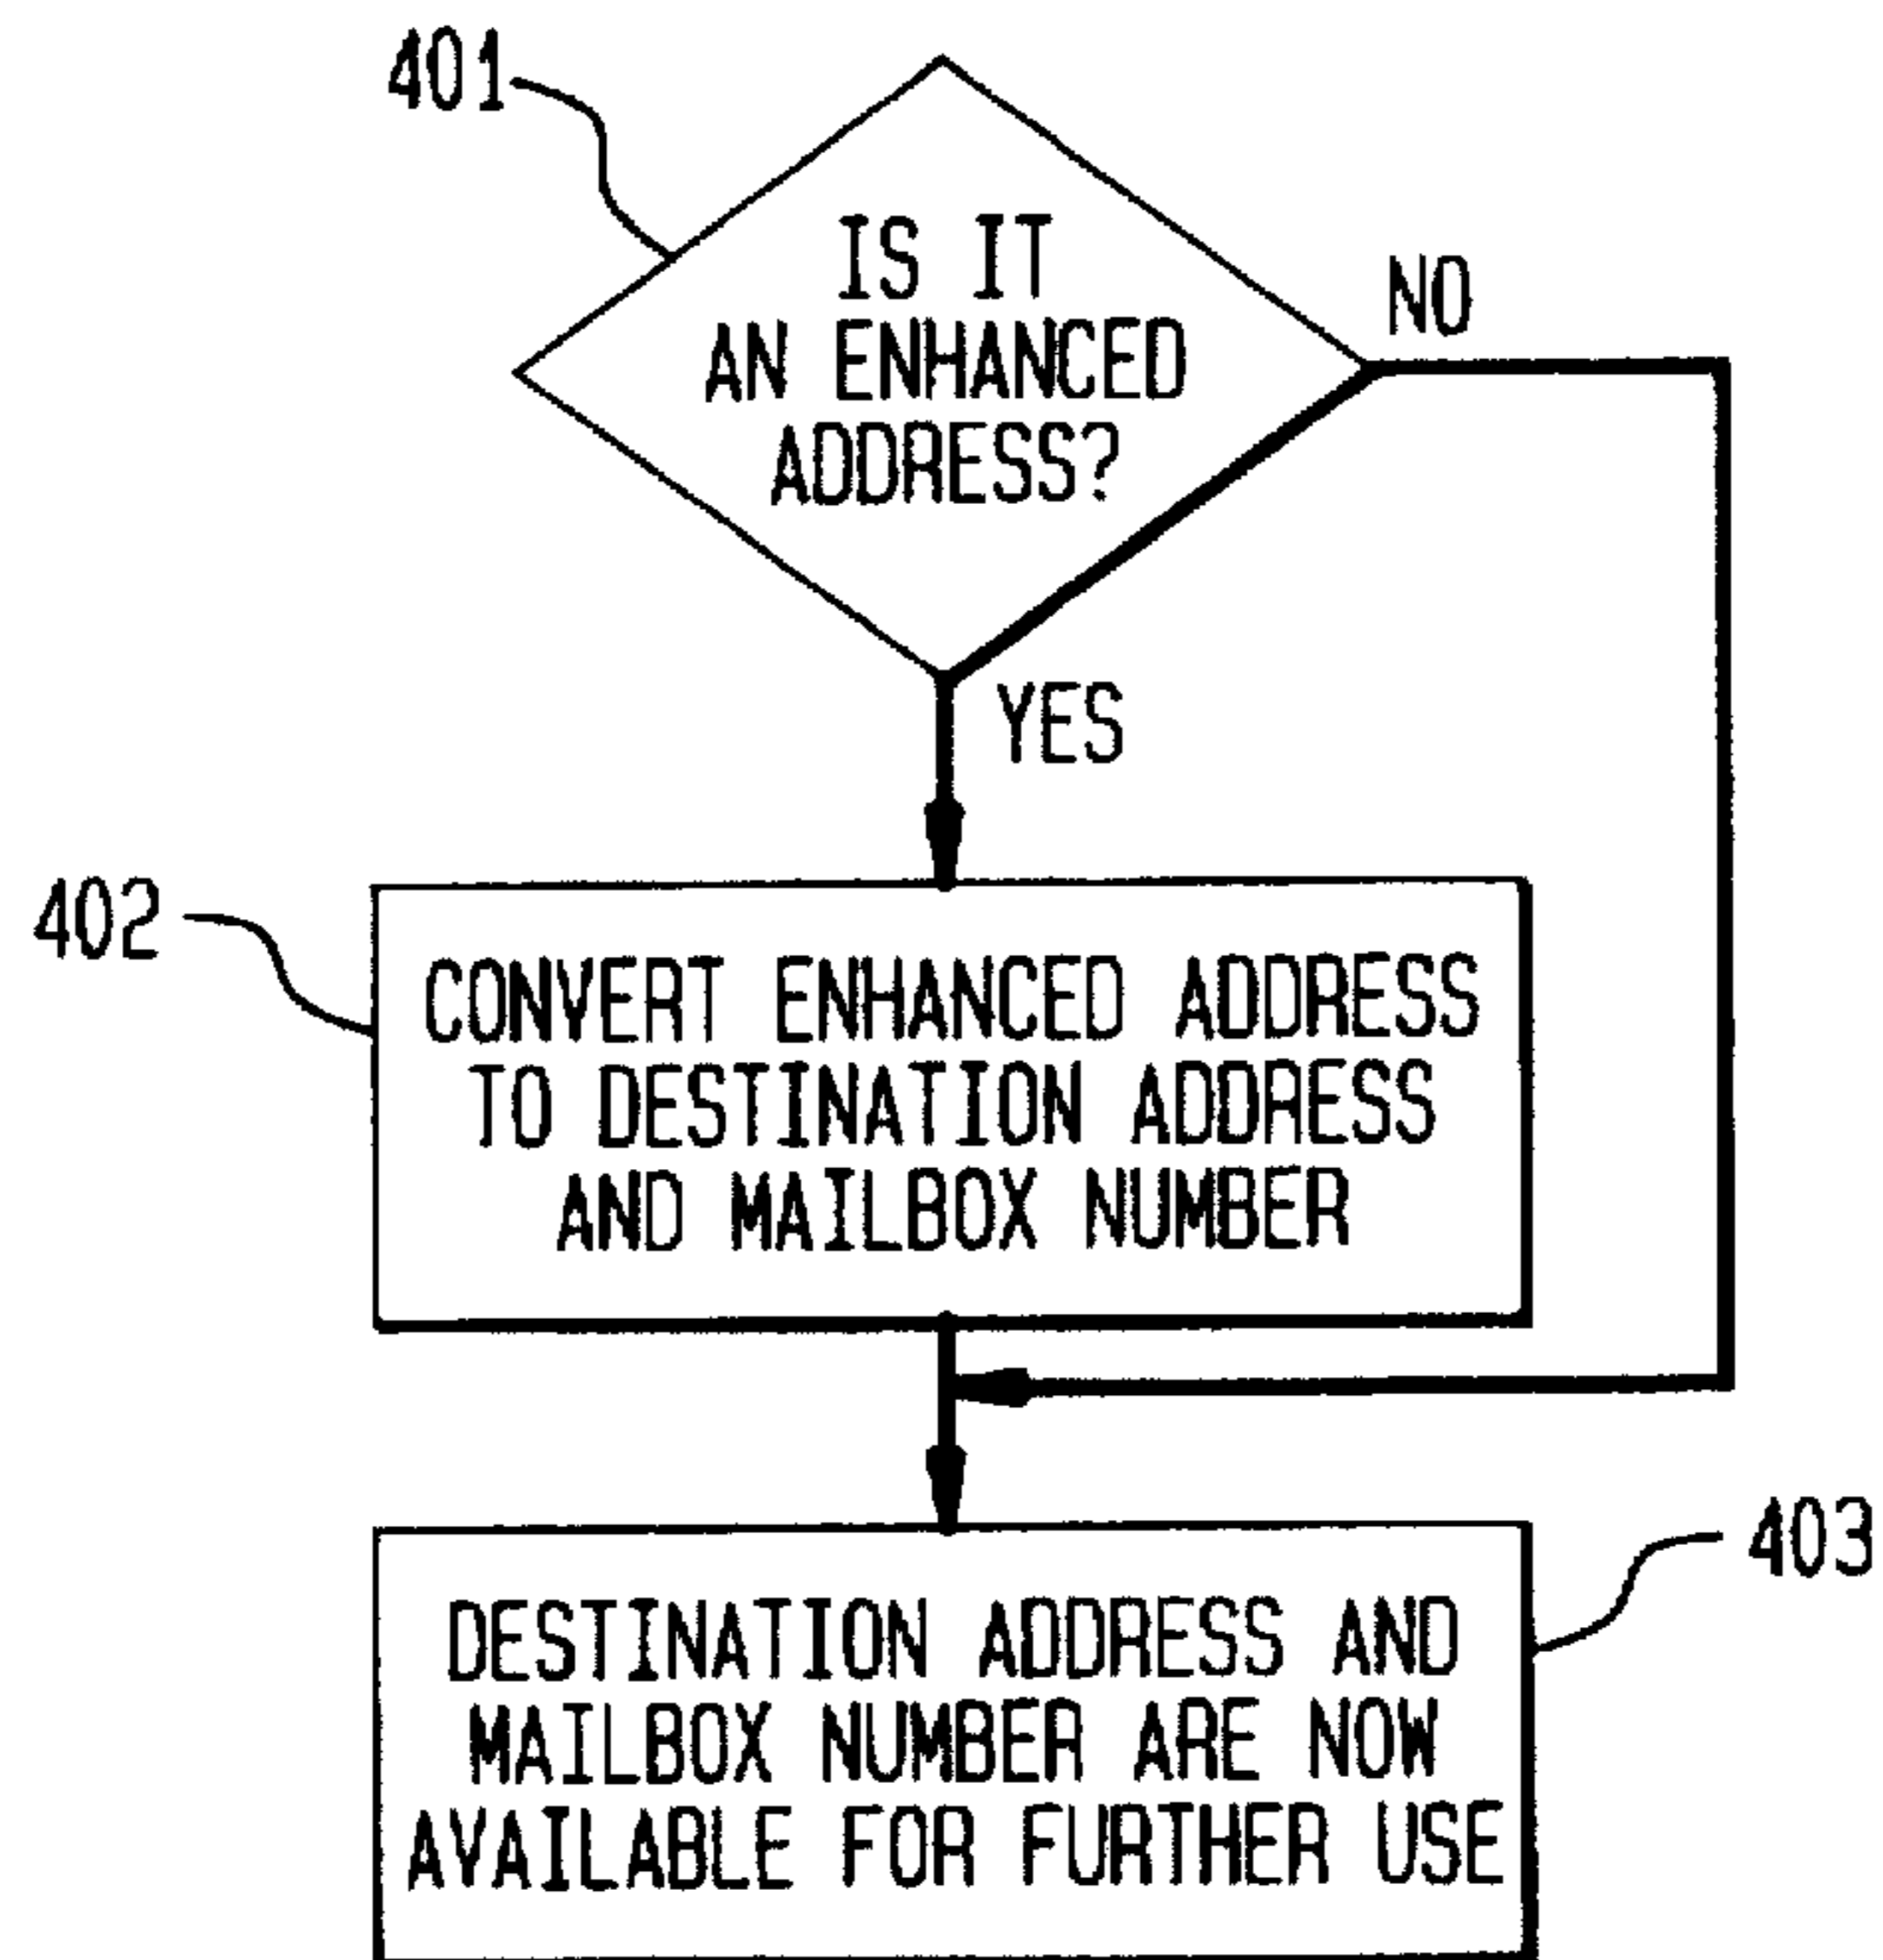 401
IS IT
AN ENHANCED
ADDRESS?
NO
YES
402
CONVERT ENHANCED ADDRESS
TO DESTINATION ADDRESS
AND MAILBOX NUMBER
403
DESTINATION ADDRESS AND
MAILBOX NUMBER ARE NOW
AVAILABLE FOR FURTHER USE